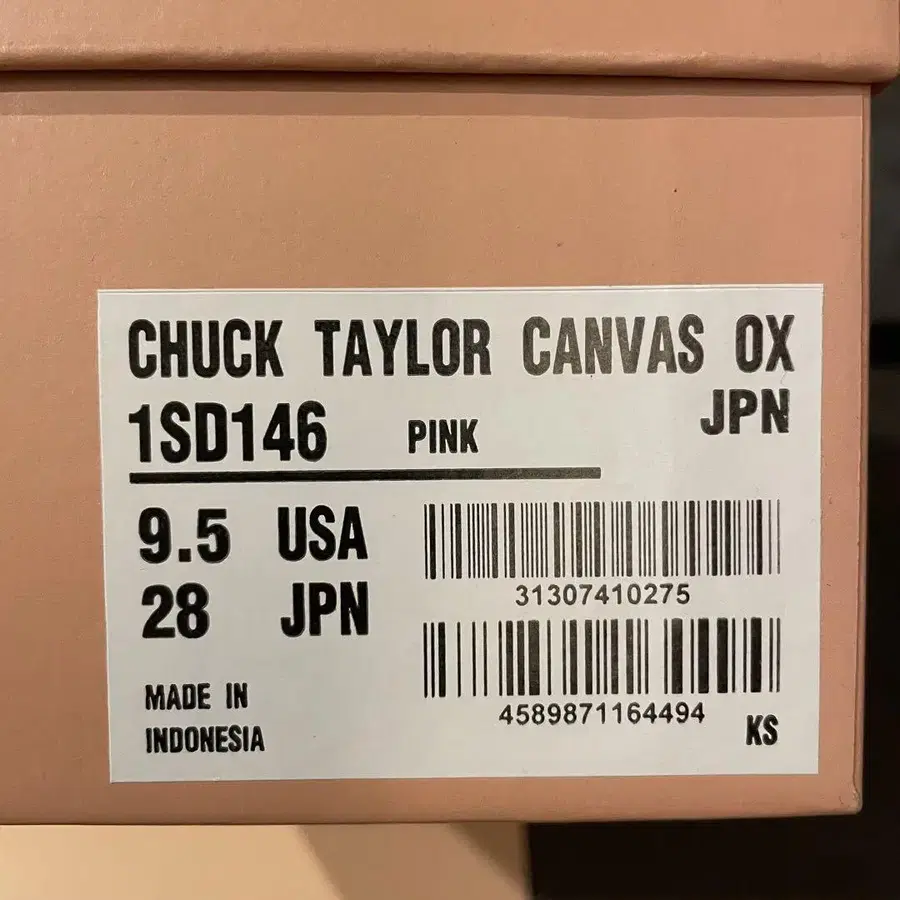 CHUCK TAYLOR CANVAS OX
JPN
1SD146 PINK
9.5 USA
28 JPN
31307410275
4589871164494
MADE IN
INDONESIA
KS